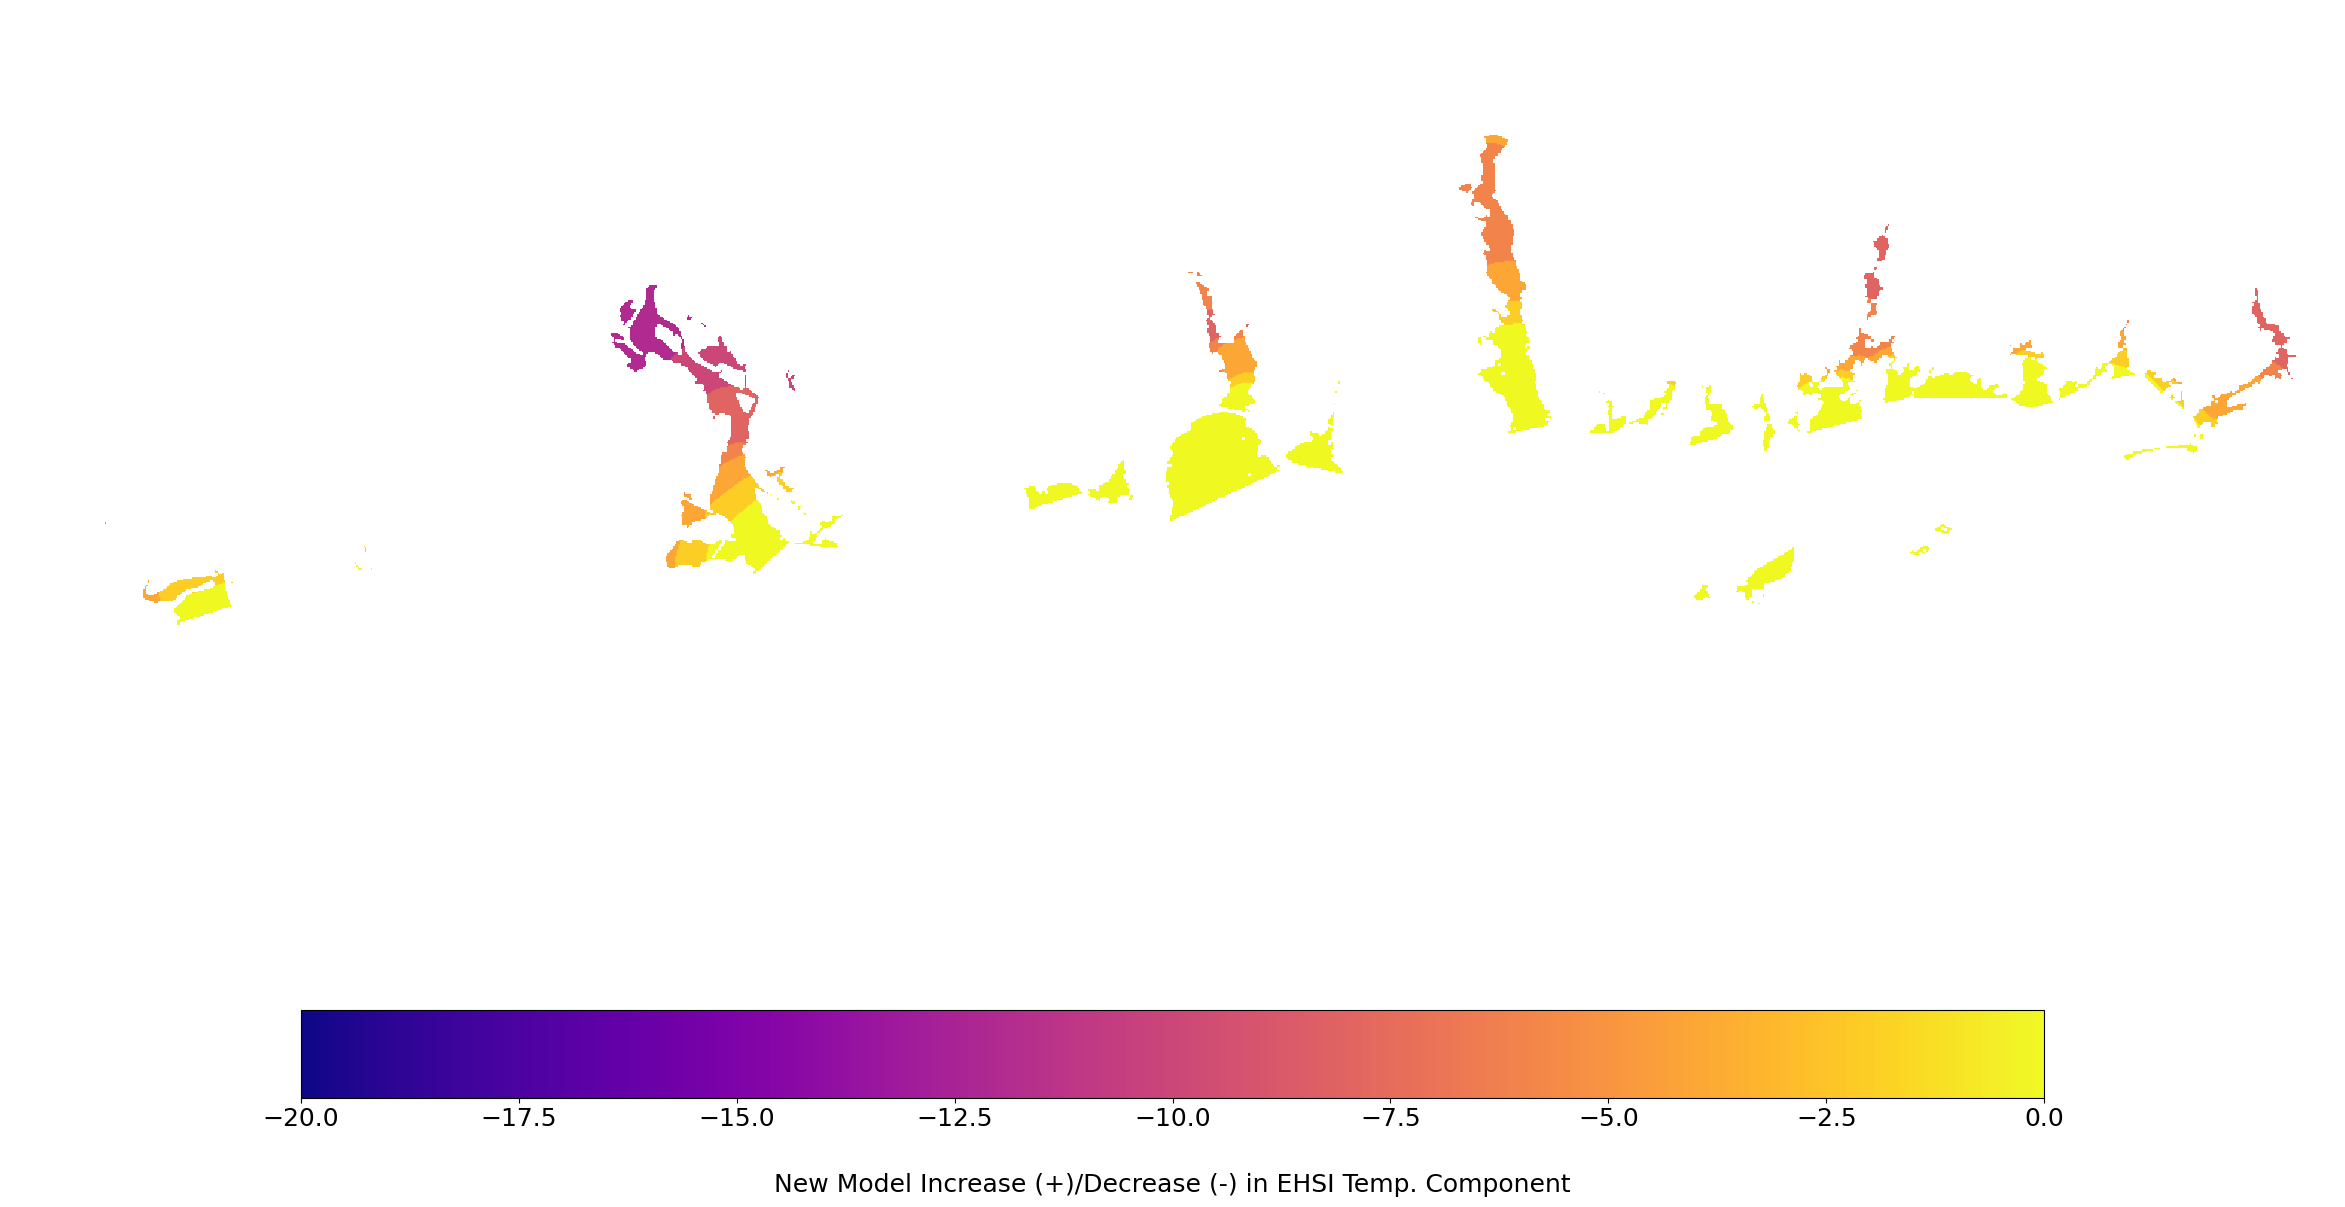 −20.0 −17.5 −15.0 −12.5 −10.0 −7.5 −5.0 −2.5 0.0
New Model Increase (+)/Decrease (-) in EHSI Temp. Component